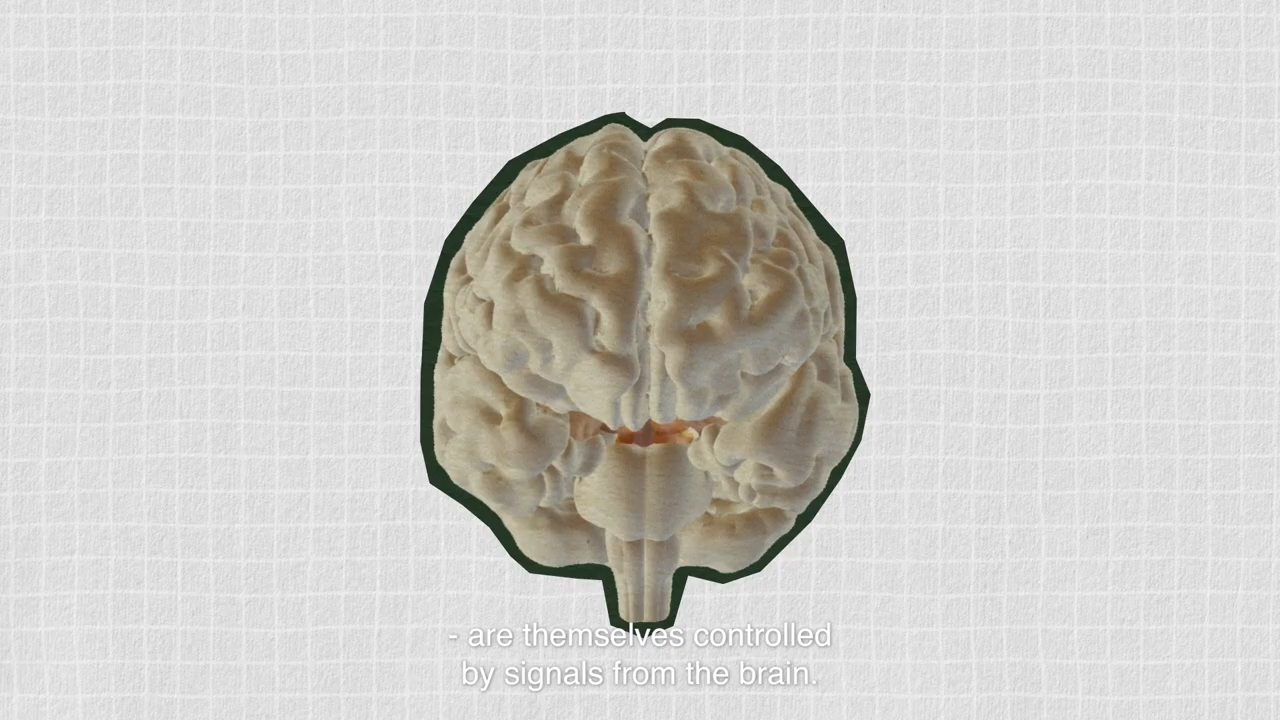 - are themselves controlled
by signals from the brain.